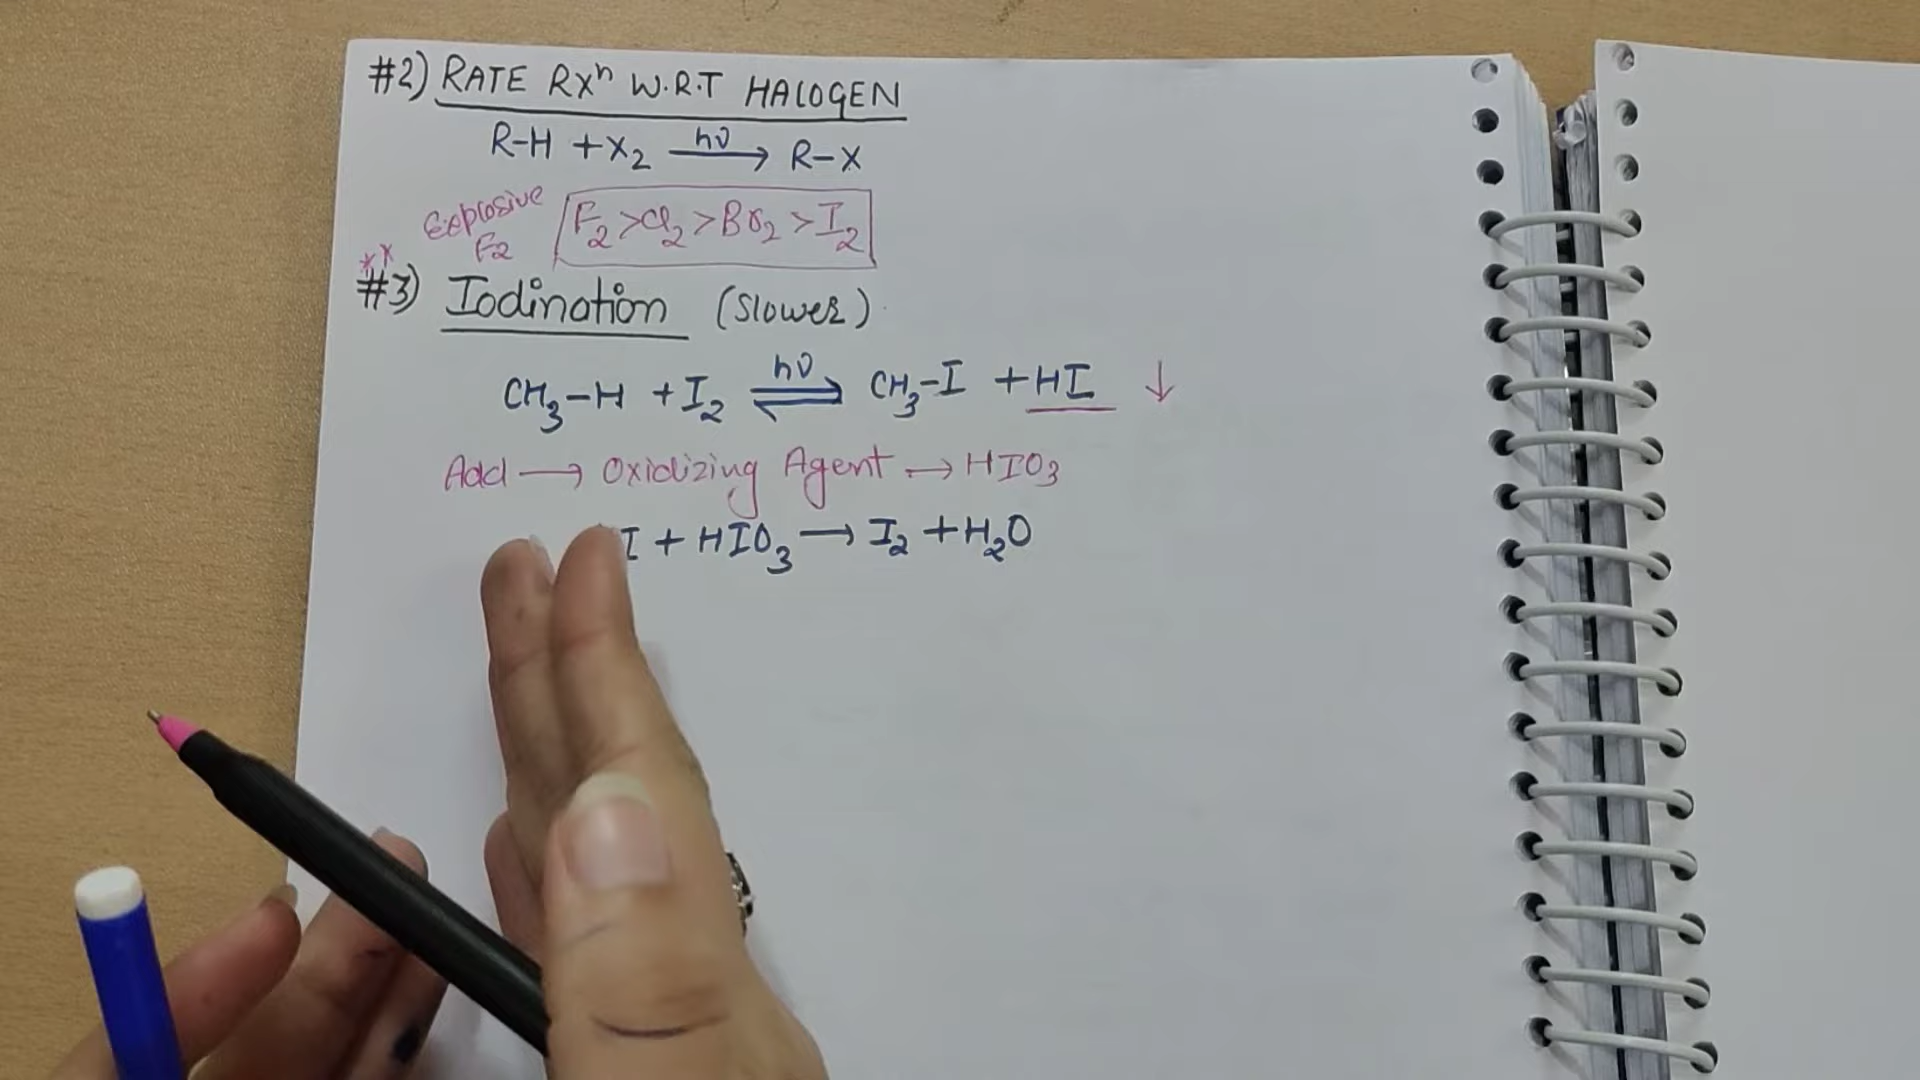 #2) RATE RXⁿ W.R.T HALOGEN
R-H + X₂ —hν→ R-X
Explosive F₂
F₂ > Cl₂ > Br₂ > I₂
** #3) Iodination (Slower)
CH₃-H + I₂ ⇌ hν CH₃-I + HI ↓
Add → Oxidizing Agent → HIO₃
I + HIO₃ → I₂ + H₂O